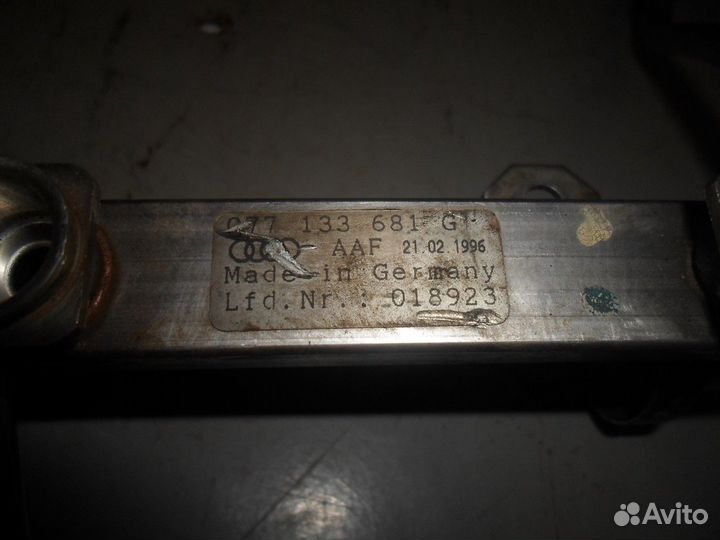 077 133 681 G
AAF 21.02.1996
Made in Germany
Lfd.Nr.: 018923
Avito